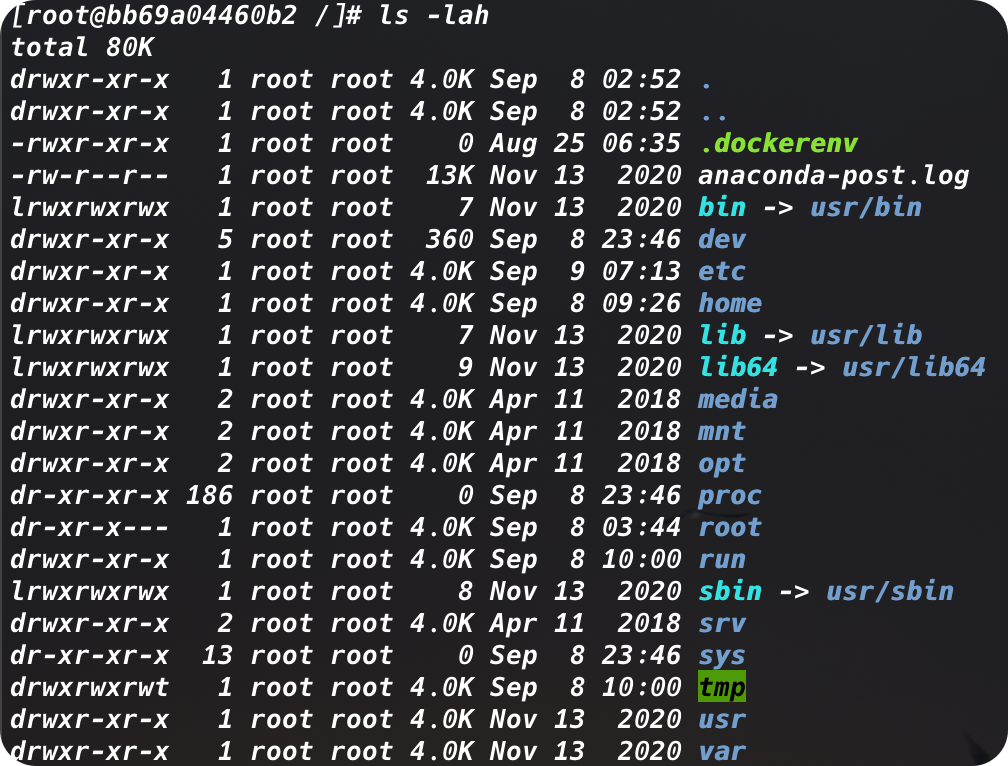 [root@bb69a04460b2 /]# ls -lah
total 80K
drwxr-xr-x   1 root root 4.0K Sep  8 02:52 .
drwxr-xr-x   1 root root 4.0K Sep  8 02:52 ..
-rwxr-xr-x   1 root root    0 Aug 25 06:35 .dockerenv
-rw-r--r--   1 root root  13K Nov 13  2020 anaconda-post.log
lrwxrwxrwx   1 root root    7 Nov 13  2020 bin -> usr/bin
drwxr-xr-x   5 root root  360 Sep  8 23:46 dev
drwxr-xr-x   1 root root 4.0K Sep  9 07:13 etc
drwxr-xr-x   1 root root 4.0K Sep  8 09:26 home
lrwxrwxrwx   1 root root    7 Nov 13  2020 lib -> usr/lib
lrwxrwxrwx   1 root root    9 Nov 13  2020 lib64 -> usr/lib64
drwxr-xr-x   2 root root 4.0K Apr 11  2018 media
drwxr-xr-x   2 root root 4.0K Apr 11  2018 mnt
drwxr-xr-x   2 root root 4.0K Apr 11  2018 opt
dr-xr-xr-x 186 root root    0 Sep  8 23:46 proc
dr-xr-x---   1 root root 4.0K Sep  8 03:44 root
drwxr-xr-x   1 root root 4.0K Sep  8 10:00 run
lrwxrwxrwx   1 root root    8 Nov 13  2020 sbin -> usr/sbin
drwxr-xr-x   2 root root 4.0K Apr 11  2018 srv
dr-xr-xr-x  13 root root    0 Sep  8 23:46 sys
drwxrwxrwt   1 root root 4.0K Sep  8 10:00 tmp
drwxr-xr-x   1 root root 4.0K Nov 13  2020 usr
drwxr-xr-x   1 root root 4.0K Nov 13  2020 var